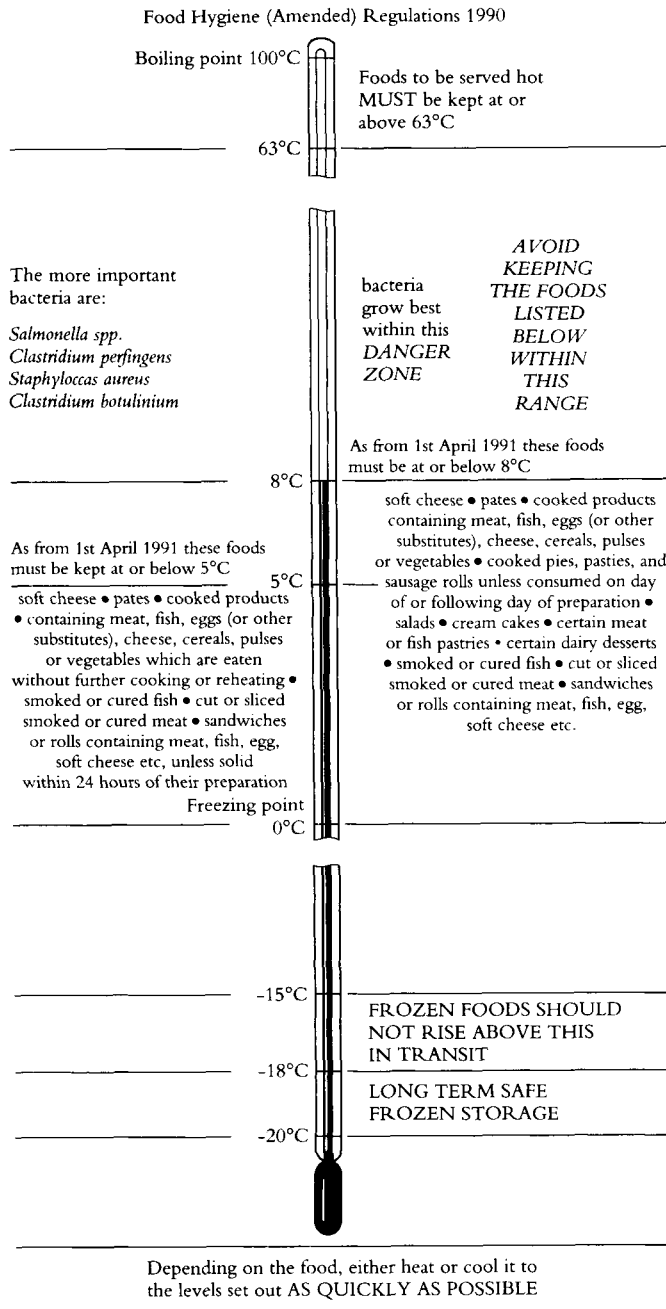 Food Hygiene (Amended) Regulations 1990
Boiling point 100°C
Foods to be served hot
MUST be kept at or
above 63°C
63°C
The more important
bacteria are:
Salmonella spp.
Clastridium perfingens
Staphyloccas aureus
Clastridium botulinium
bacteria
grow best
within this
DANGER
ZONE
AVOID
KEEPING
THE FOODS
LISTED
BELOW
WITHIN
THIS
RANGE
As from 1st April 1991 these foods
must be at or below 8°C
8°C
soft cheese • pates • cooked products
containing meat, fish, eggs (or other
substitutes), cheese, cereals, pulses
or vegetables • cooked pies, pasties, and
sausage rolls unless consumed on day
of or following day of preparation •
salads • cream cakes • certain meat
or fish pastries • certain dairy desserts
• smoked or cured fish • cut or sliced
smoked or cured meat • sandwiches
or rolls containing meat, fish, egg,
soft cheese etc.
As from 1st April 1991 these foods
must be kept at or below 5°C
5°C
soft cheese • pates • cooked products
• containing meat, fish, eggs (or other
substitutes), cheese, cereals, pulses
or vegetables which are eaten
without further cooking or reheating •
smoked or cured fish • cut or sliced
smoked or cured meat • sandwiches
or rolls containing meat, fish, egg,
soft cheese etc, unless solid
within 24 hours of their preparation
Freezing point
0°C
-15°C
FROZEN FOODS SHOULD
NOT RISE ABOVE THIS
IN TRANSIT
-18°C
LONG TERM SAFE
FROZEN STORAGE
-20°C
Depending on the food, either heat or cool it to
the levels set out AS QUICKLY AS POSSIBLE